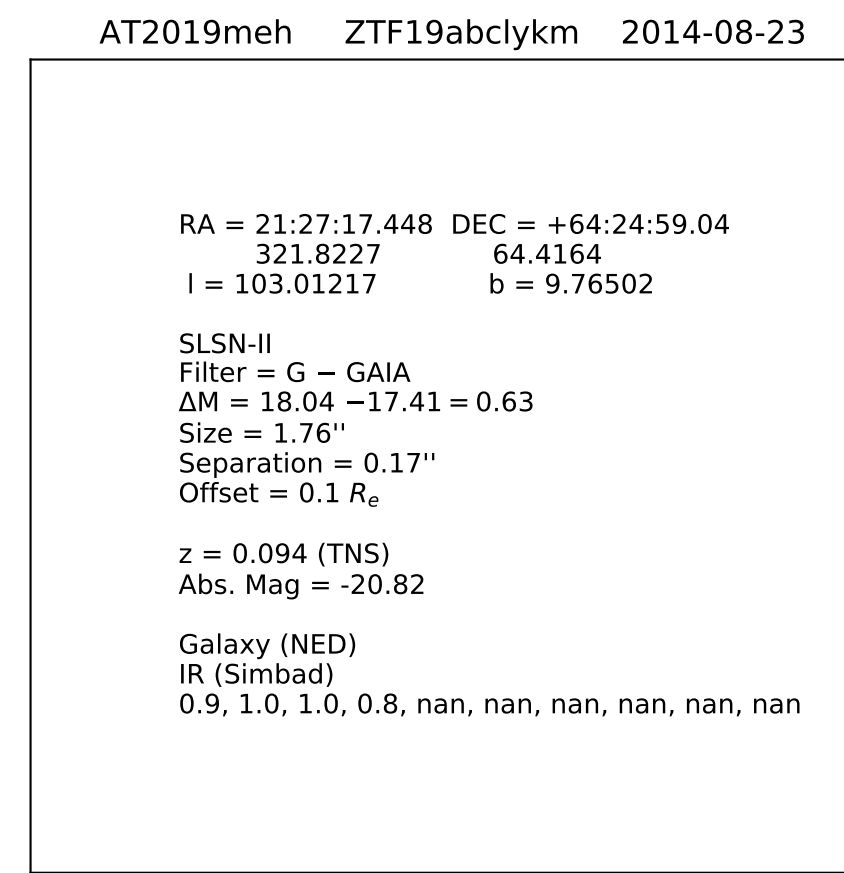 AT2019meh ZTF19abclykm 2014-08-23
RA = 21:27:17.448 DEC = +64:24:59.04
321.8227 64.4164
l = 103.01217 b = 9.76502
SLSN-II
Filter = G − GAIA
ΔM = 18.04 −17.41 = 0.63
Size = 1.76''
Separation = 0.17''
Offset = 0.1 Rₑ
z = 0.094 (TNS)
Abs. Mag = -20.82
Galaxy (NED)
IR (Simbad)
0.9, 1.0, 1.0, 0.8, nan, nan, nan, nan, nan, nan